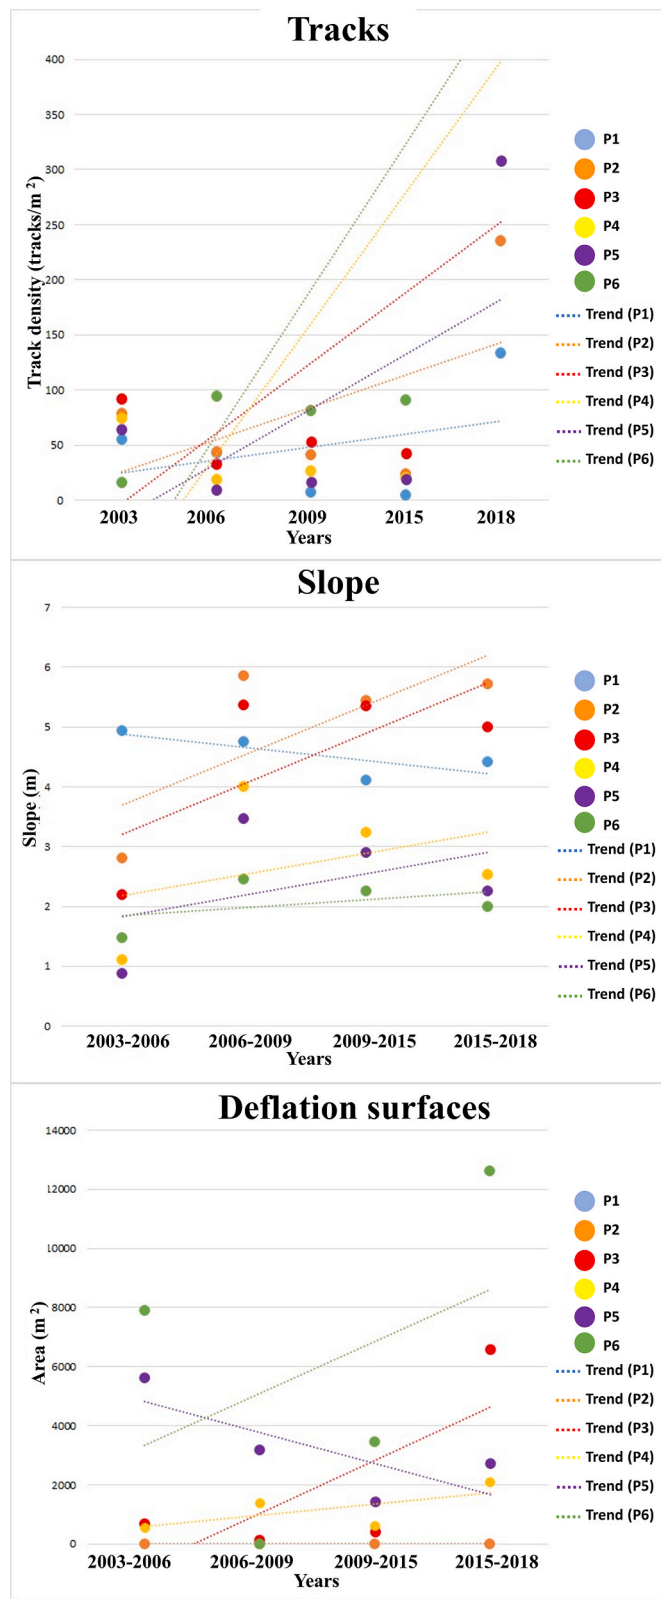 Tracks
400
350
300
250
200
150
100
50
0
Track density (tracks/m ²)
2003 2006 2009 2015 2018
Years
P1
P2
P3
P4
P5
P6
Trend (P1)
Trend (P2)
Trend (P3)
Trend (P4)
Trend (P5)
Trend (P6)
Slope
7
6
5
4
3
2
1
0
Slope (m)
2003-2006 2006-2009 2009-2015 2015-2018
Years
P1
P2
P3
P4
P5
P6
Trend (P1)
Trend (P2)
Trend (P3)
Trend (P4)
Trend (P5)
Trend (P6)
Deflation surfaces
14000
12000
10000
8000
6000
4000
2000
0
Area (m ²)
2003-2006 2006-2009 2009-2015 2015-2018
Years
P1
P2
P3
P4
P5
P6
Trend (P1)
Trend (P2)
Trend (P3)
Trend (P4)
Trend (P5)
Trend (P6)